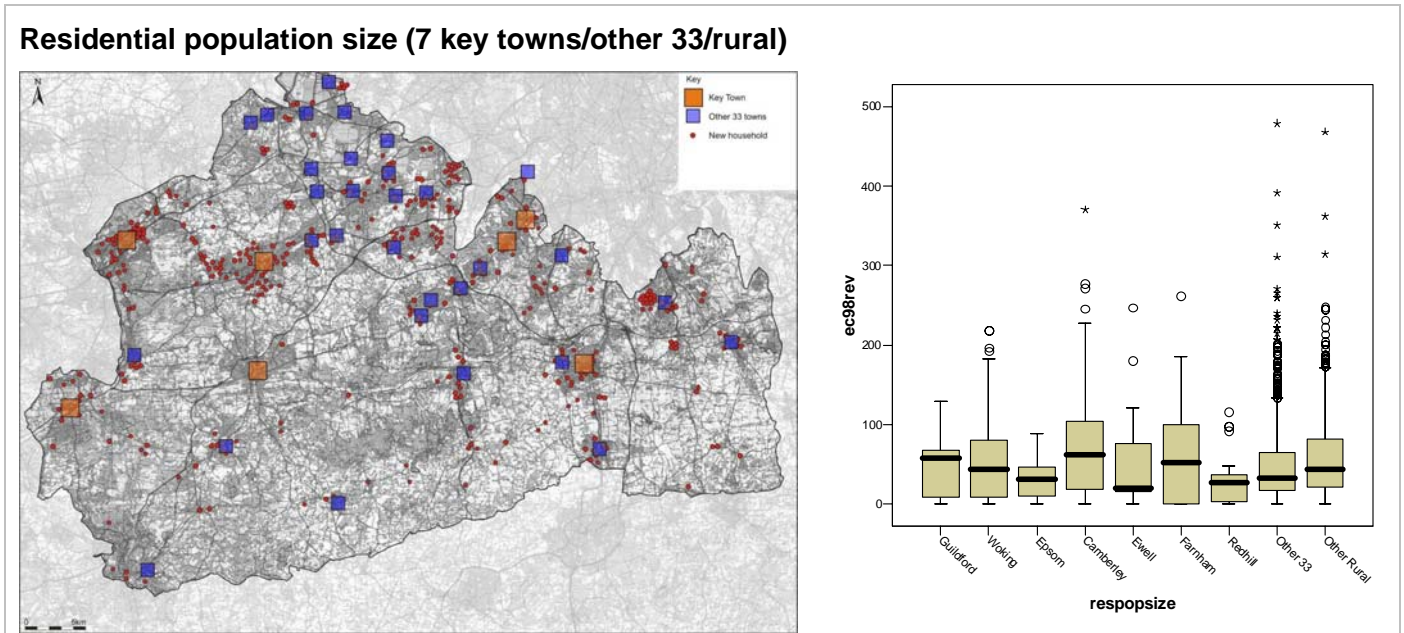 Residential population size (7 key towns/other 33/rural)
N
Key
Key Town
Other 33 towns
New household
0 5km
500
400
300
200
100
0
ec98rev
Guildford
Woking
Epsom
Camberley
Ewell
Farnham
Redhill
Other 33
Other Rural
respopsize